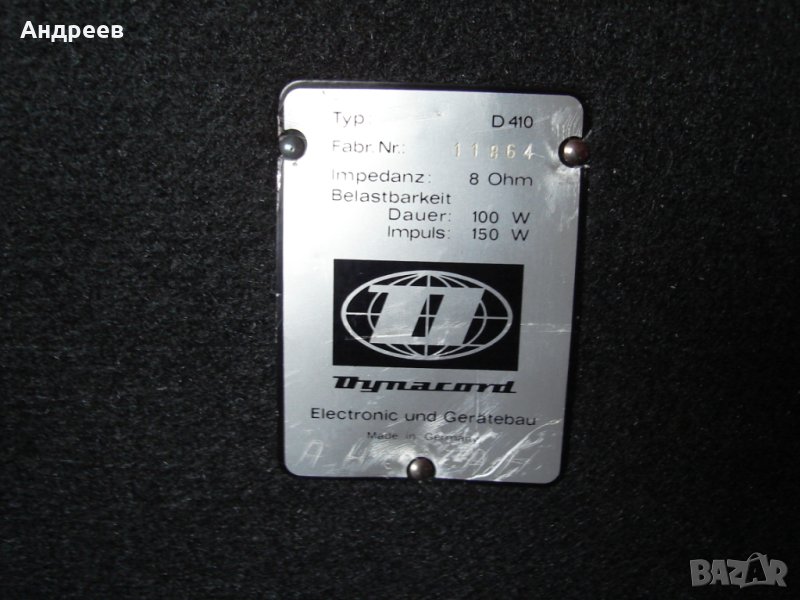 Андреев
Typ D 410
Fabr. Nr.: 11864
Impedanz: 8 Ohm
Belastbarkeit
Dauer: 100 W
Impuls: 150 W
Dynacord
Electronic und Gerätebau
Made in Germany
BAZAR